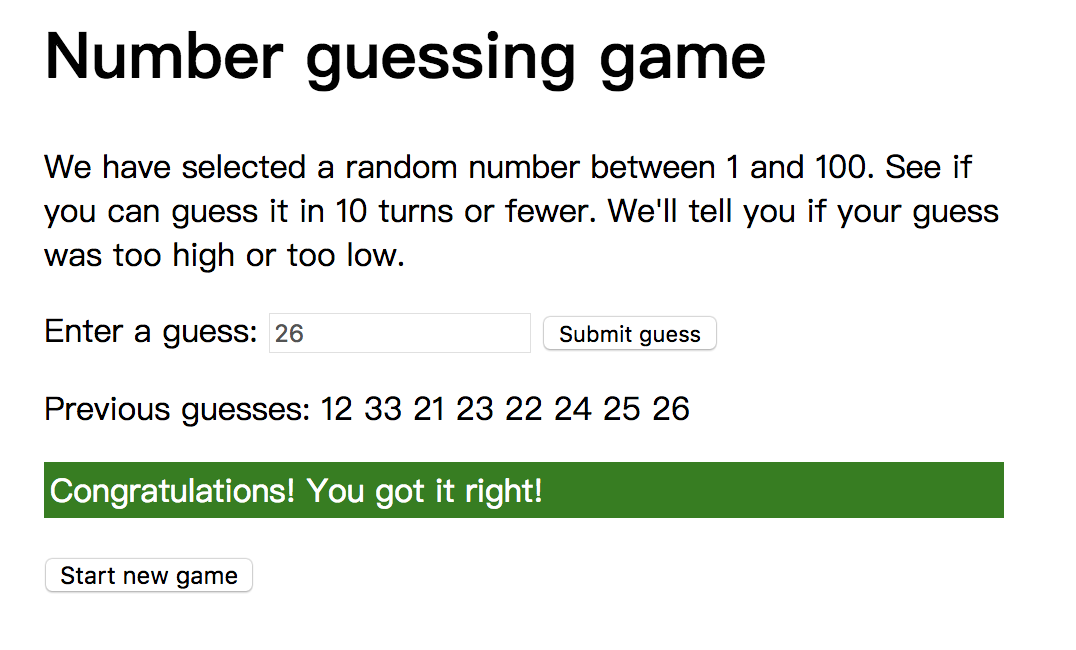 Number guessing game
We have selected a random number between 1 and 100. See if
you can guess it in 10 turns or fewer. We'll tell you if your guess
was too high or too low.
Enter a guess: 26 Submit guess
Previous guesses: 12 33 21 23 22 24 25 26
Congratulations! You got it right!
Start new game